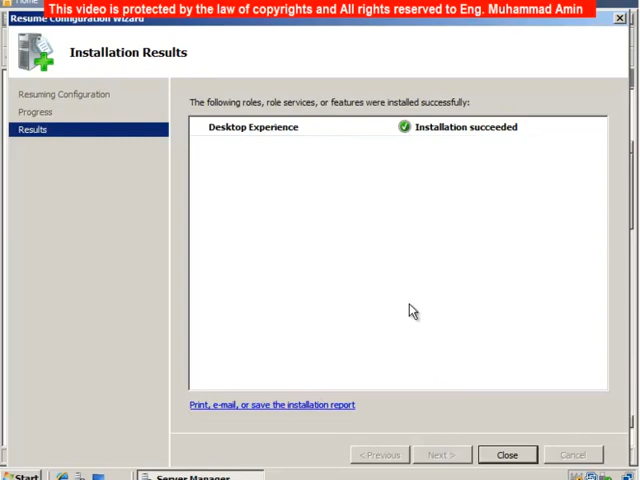 Home
This video is protected by the law of copyrights and All rights reserved to Eng. Muhammad Amin
Resume Configuration Wizard
Installation Results
Resuming Configuration
Progress
Results
The following roles, role services, or features were installed successfully:
Desktop Experience
Installation succeeded
Print, e-mail, or save the installation report
< Previous
Next >
Close
Cancel
Start
Server Manager